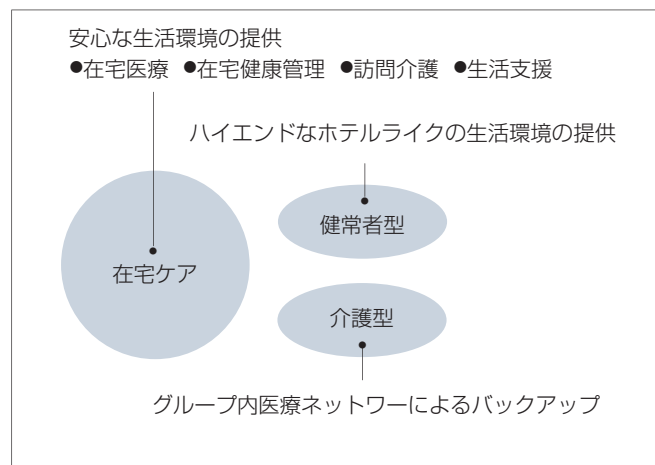 安心な生活環境の提供
●在宅医療 ●在宅健康管理 ●訪問介護 ●生活支援
ハイエンドなホテルライクの生活環境の提供
健常者型
在宅ケア
介護型
グループ内医療ネットワーによるバックアップ